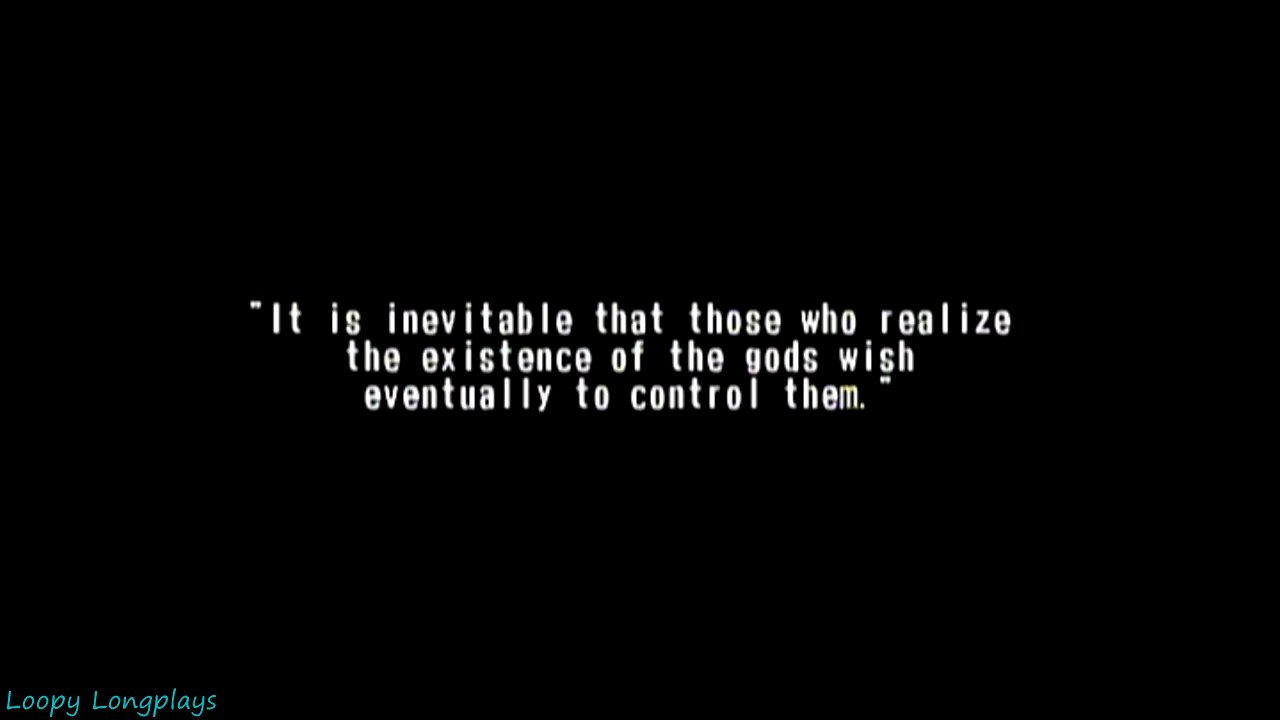 "It is inevitable that those who realize
the existence of the gods wish
eventually to control them."
Loopy Longplays